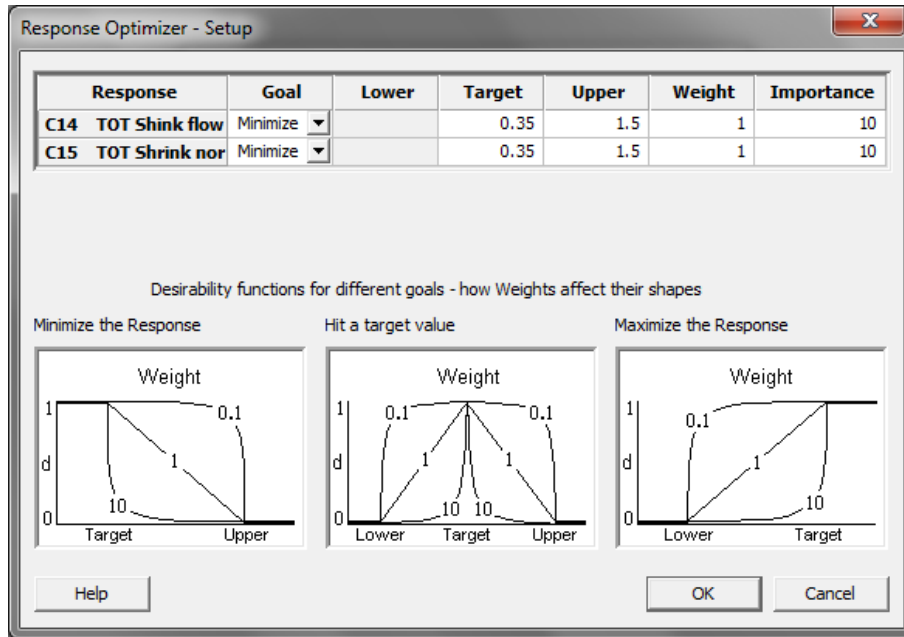 Response Optimizer - Setup
X
Response Goal Lower Target Upper Weight Importance
C14 TOT Shink flow Minimize 0.35 1.5 1 10
C15 TOT Shrink nor Minimize 0.35 1.5 1 10
Desirability functions for different goals - how Weights affect their shapes
Minimize the Response Hit a target value Maximize the Response
Weight Weight Weight
1 0.1 1 0.1 0.1 1 0.1
d 1 d 1 1 d 1
0 10 0 10 10 0 10
Target Upper Lower Target Upper Lower Target
Help OK Cancel